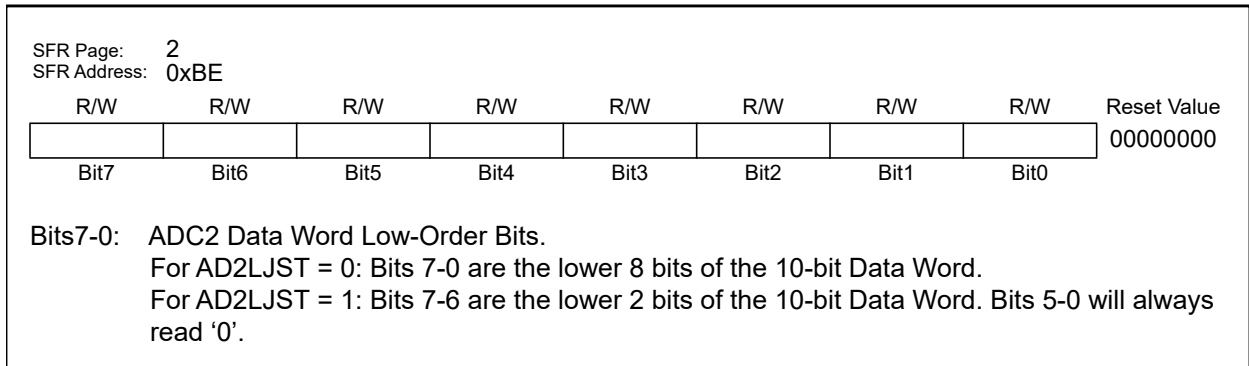 SFR Page: 2
SFR Address: 0xBE
R/W R/W R/W R/W R/W R/W R/W R/W Reset Value
00000000
Bit7 Bit6 Bit5 Bit4 Bit3 Bit2 Bit1 Bit0
Bits7-0: ADC2 Data Word Low-Order Bits.
For AD2LJST = 0: Bits 7-0 are the lower 8 bits of the 10-bit Data Word.
For AD2LJST = 1: Bits 7-6 are the lower 2 bits of the 10-bit Data Word. Bits 5-0 will always
read ‘0’.